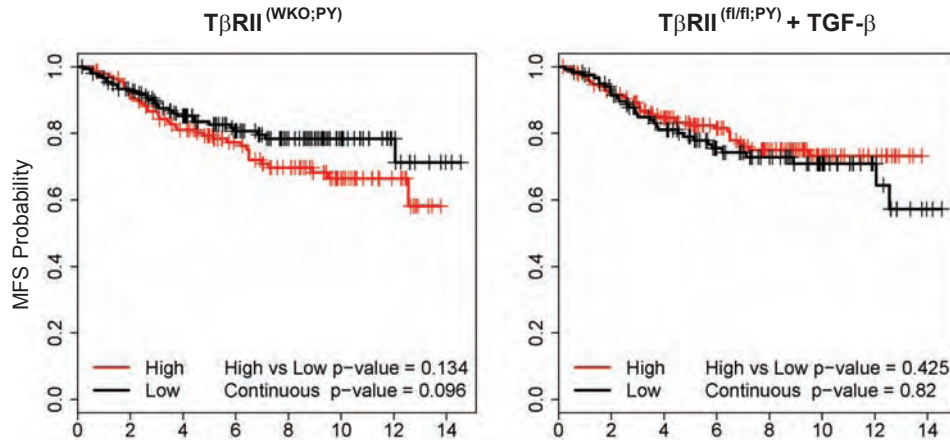 TβRII(WKO;PY)
TβRII(fl/fl;PY) + TGF-β
MFS Probability
1.0
0.8
0.6
0.4
0.2
0.0
High High vs Low p-value = 0.134
Low Continuous p-value = 0.096
0 2 4 6 8 10 12 14
1.0
0.8
0.6
0.4
0.2
0.0
High High vs Low p-value = 0.425
Low Continuous p-value = 0.82
0 2 4 6 8 10 12 14